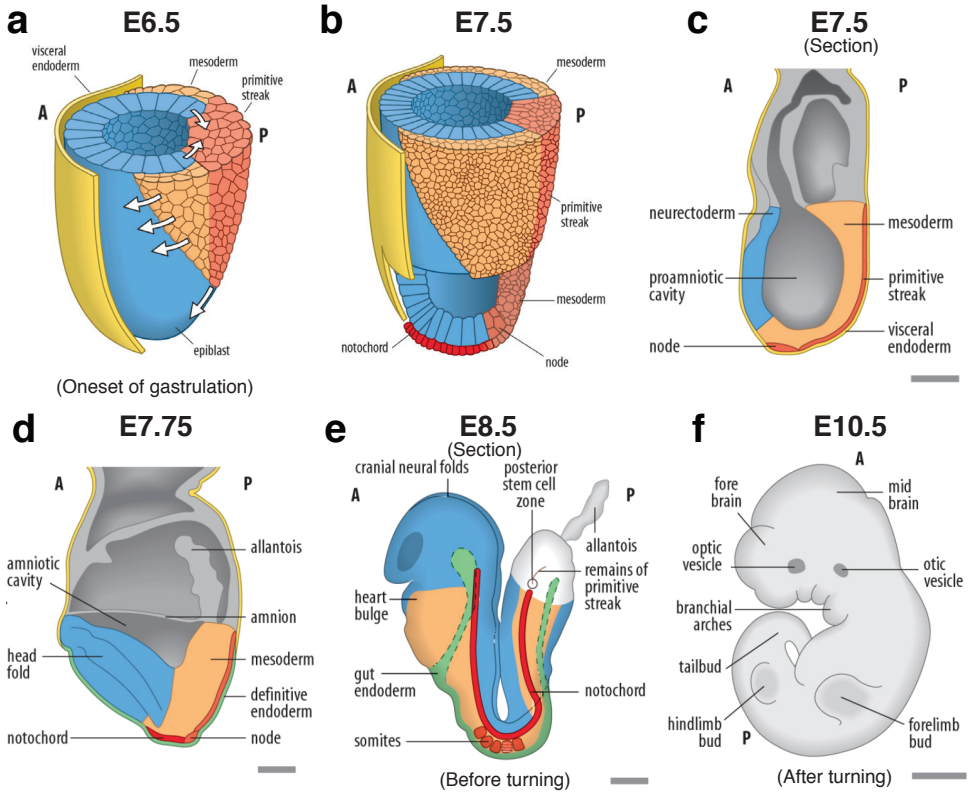 a
E6.5
visceral
endoderm
mesoderm
primitive
streak
A
P
epiblast
(Oneset of gastrulation)
b
E7.5
mesoderm
A
P
primitive
streak
mesoderm
notochord
node
c
E7.5
(Section)
A
P
neurectoderm
mesoderm
proamniotic
cavity
primitive
streak
node
visceral
endoderm
d
E7.75
A
P
allantois
amniotic
cavity
amnion
head
fold
mesoderm
definitive
endoderm
notochord
node
e
E8.5
(Section)
cranial neural folds
posterior
stem cell
zone
A
P
allantois
remains of
primitive
streak
heart
bulge
gut
endoderm
notochord
somites
(Before turning)
f
E10.5
A
fore
brain
mid
brain
optic
vesicle
otic
vesicle
branchial
arches
tailbud
hindlimb
bud
P
forelimb
bud
(After turning)